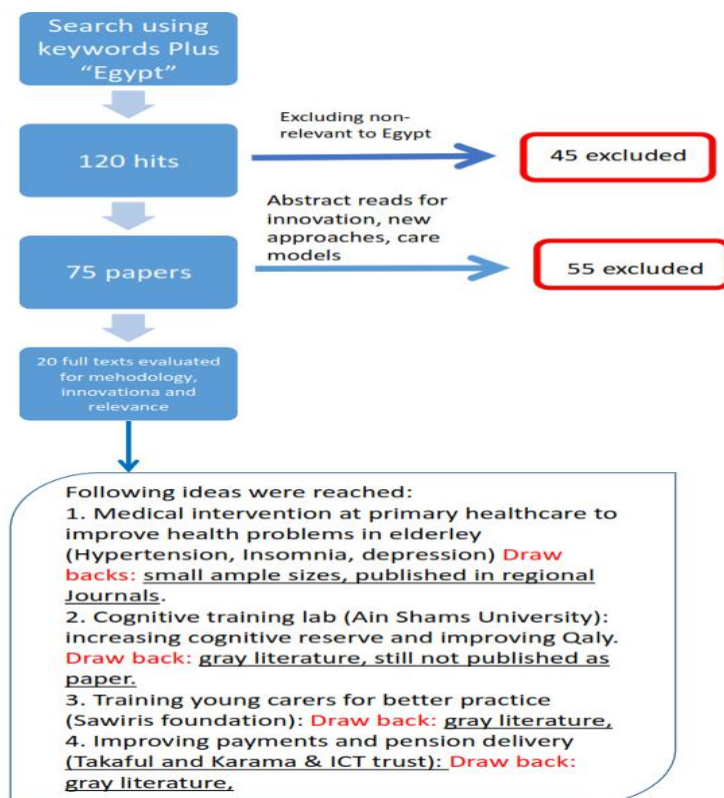 Search using
keywords Plus
“Egypt”
Excluding non-
relevant to Egypt
120 hits
45 excluded
Abstract reads for
innovation, new
approaches, care
models
75 papers
55 excluded
20 full texts evaluated
for mehodology,
innovationa and
relevance
Following ideas were reached:
1. Medical intervention at primary healthcare to
improve health problems in elderley
(Hypertension, Insomnia, depression) Draw
backs: small ample sizes, published in regional
Journals.
2. Cognitive training lab (Ain Shams University):
increasing cognitive reserve and improving Qaly.
Draw back: gray literature, still not published as
paper.
3. Training young carers for better practice
(Sawiris foundation): Draw back: gray literature,
4. Improving payments and pension delivery
(Takaful and Karama & ICT trust): Draw back:
gray literature,